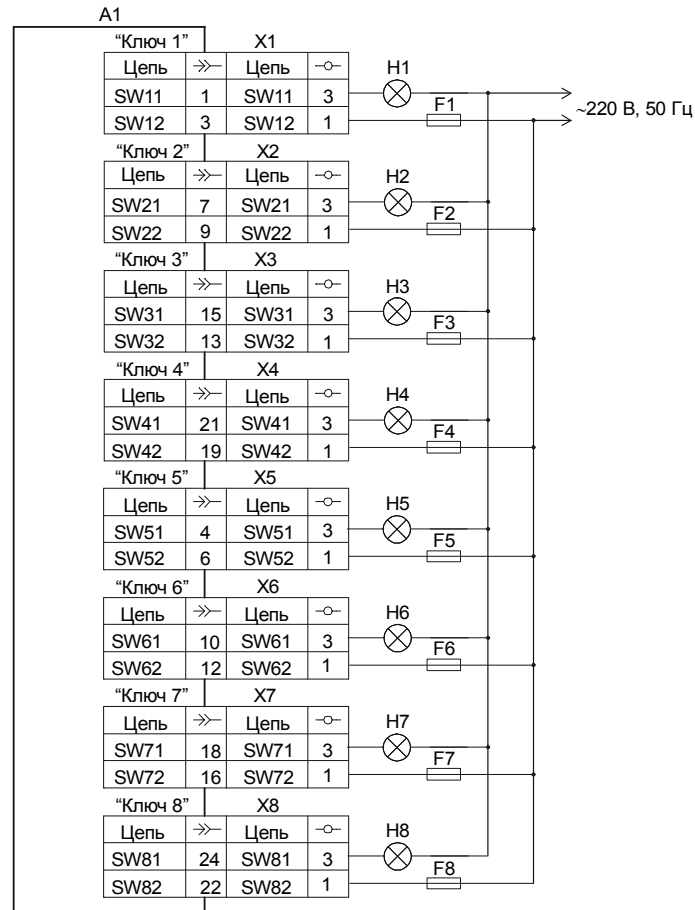 A1
“Ключ 1” X1
Цепь Цепь H1
SW11 1 SW11 3 F1
SW12 3 SW12 1
~220 В, 50 Гц
“Ключ 2” X2
Цепь Цепь H2
SW21 7 SW21 3 F2
SW22 9 SW22 1
“Ключ 3” X3
Цепь Цепь H3
SW31 15 SW31 3 F3
SW32 13 SW32 1
“Ключ 4” X4
Цепь Цепь H4
SW41 21 SW41 3 F4
SW42 19 SW42 1
“Ключ 5” X5
Цепь Цепь H5
SW51 4 SW51 3 F5
SW52 6 SW52 1
“Ключ 6” X6
Цепь Цепь H6
SW61 10 SW61 3 F6
SW62 12 SW62 1
“Ключ 7” X7
Цепь Цепь H7
SW71 18 SW71 3 F7
SW72 16 SW72 1
“Ключ 8” X8
Цепь Цепь H8
SW81 24 SW81 3 F8
SW82 22 SW82 1